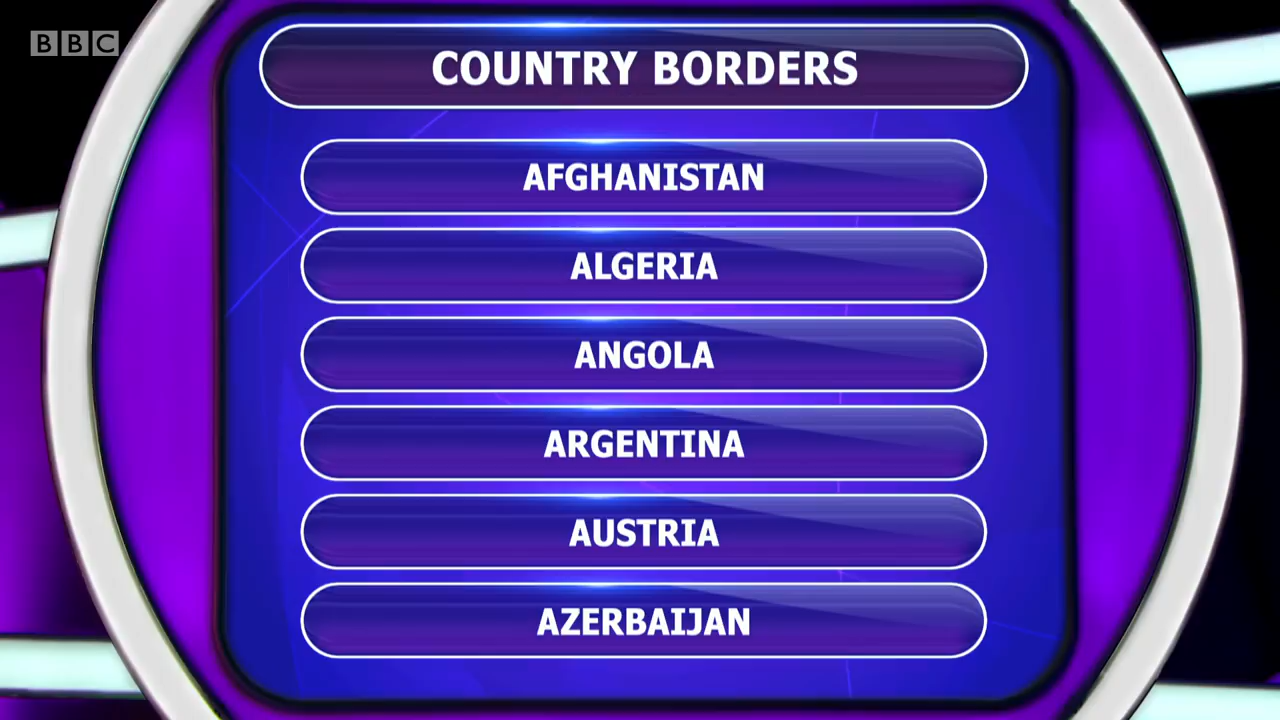 BBC
COUNTRY BORDERS
AFGHANISTAN
ALGERIA
ANGOLA
ARGENTINA
AUSTRIA
AZERBAIJAN